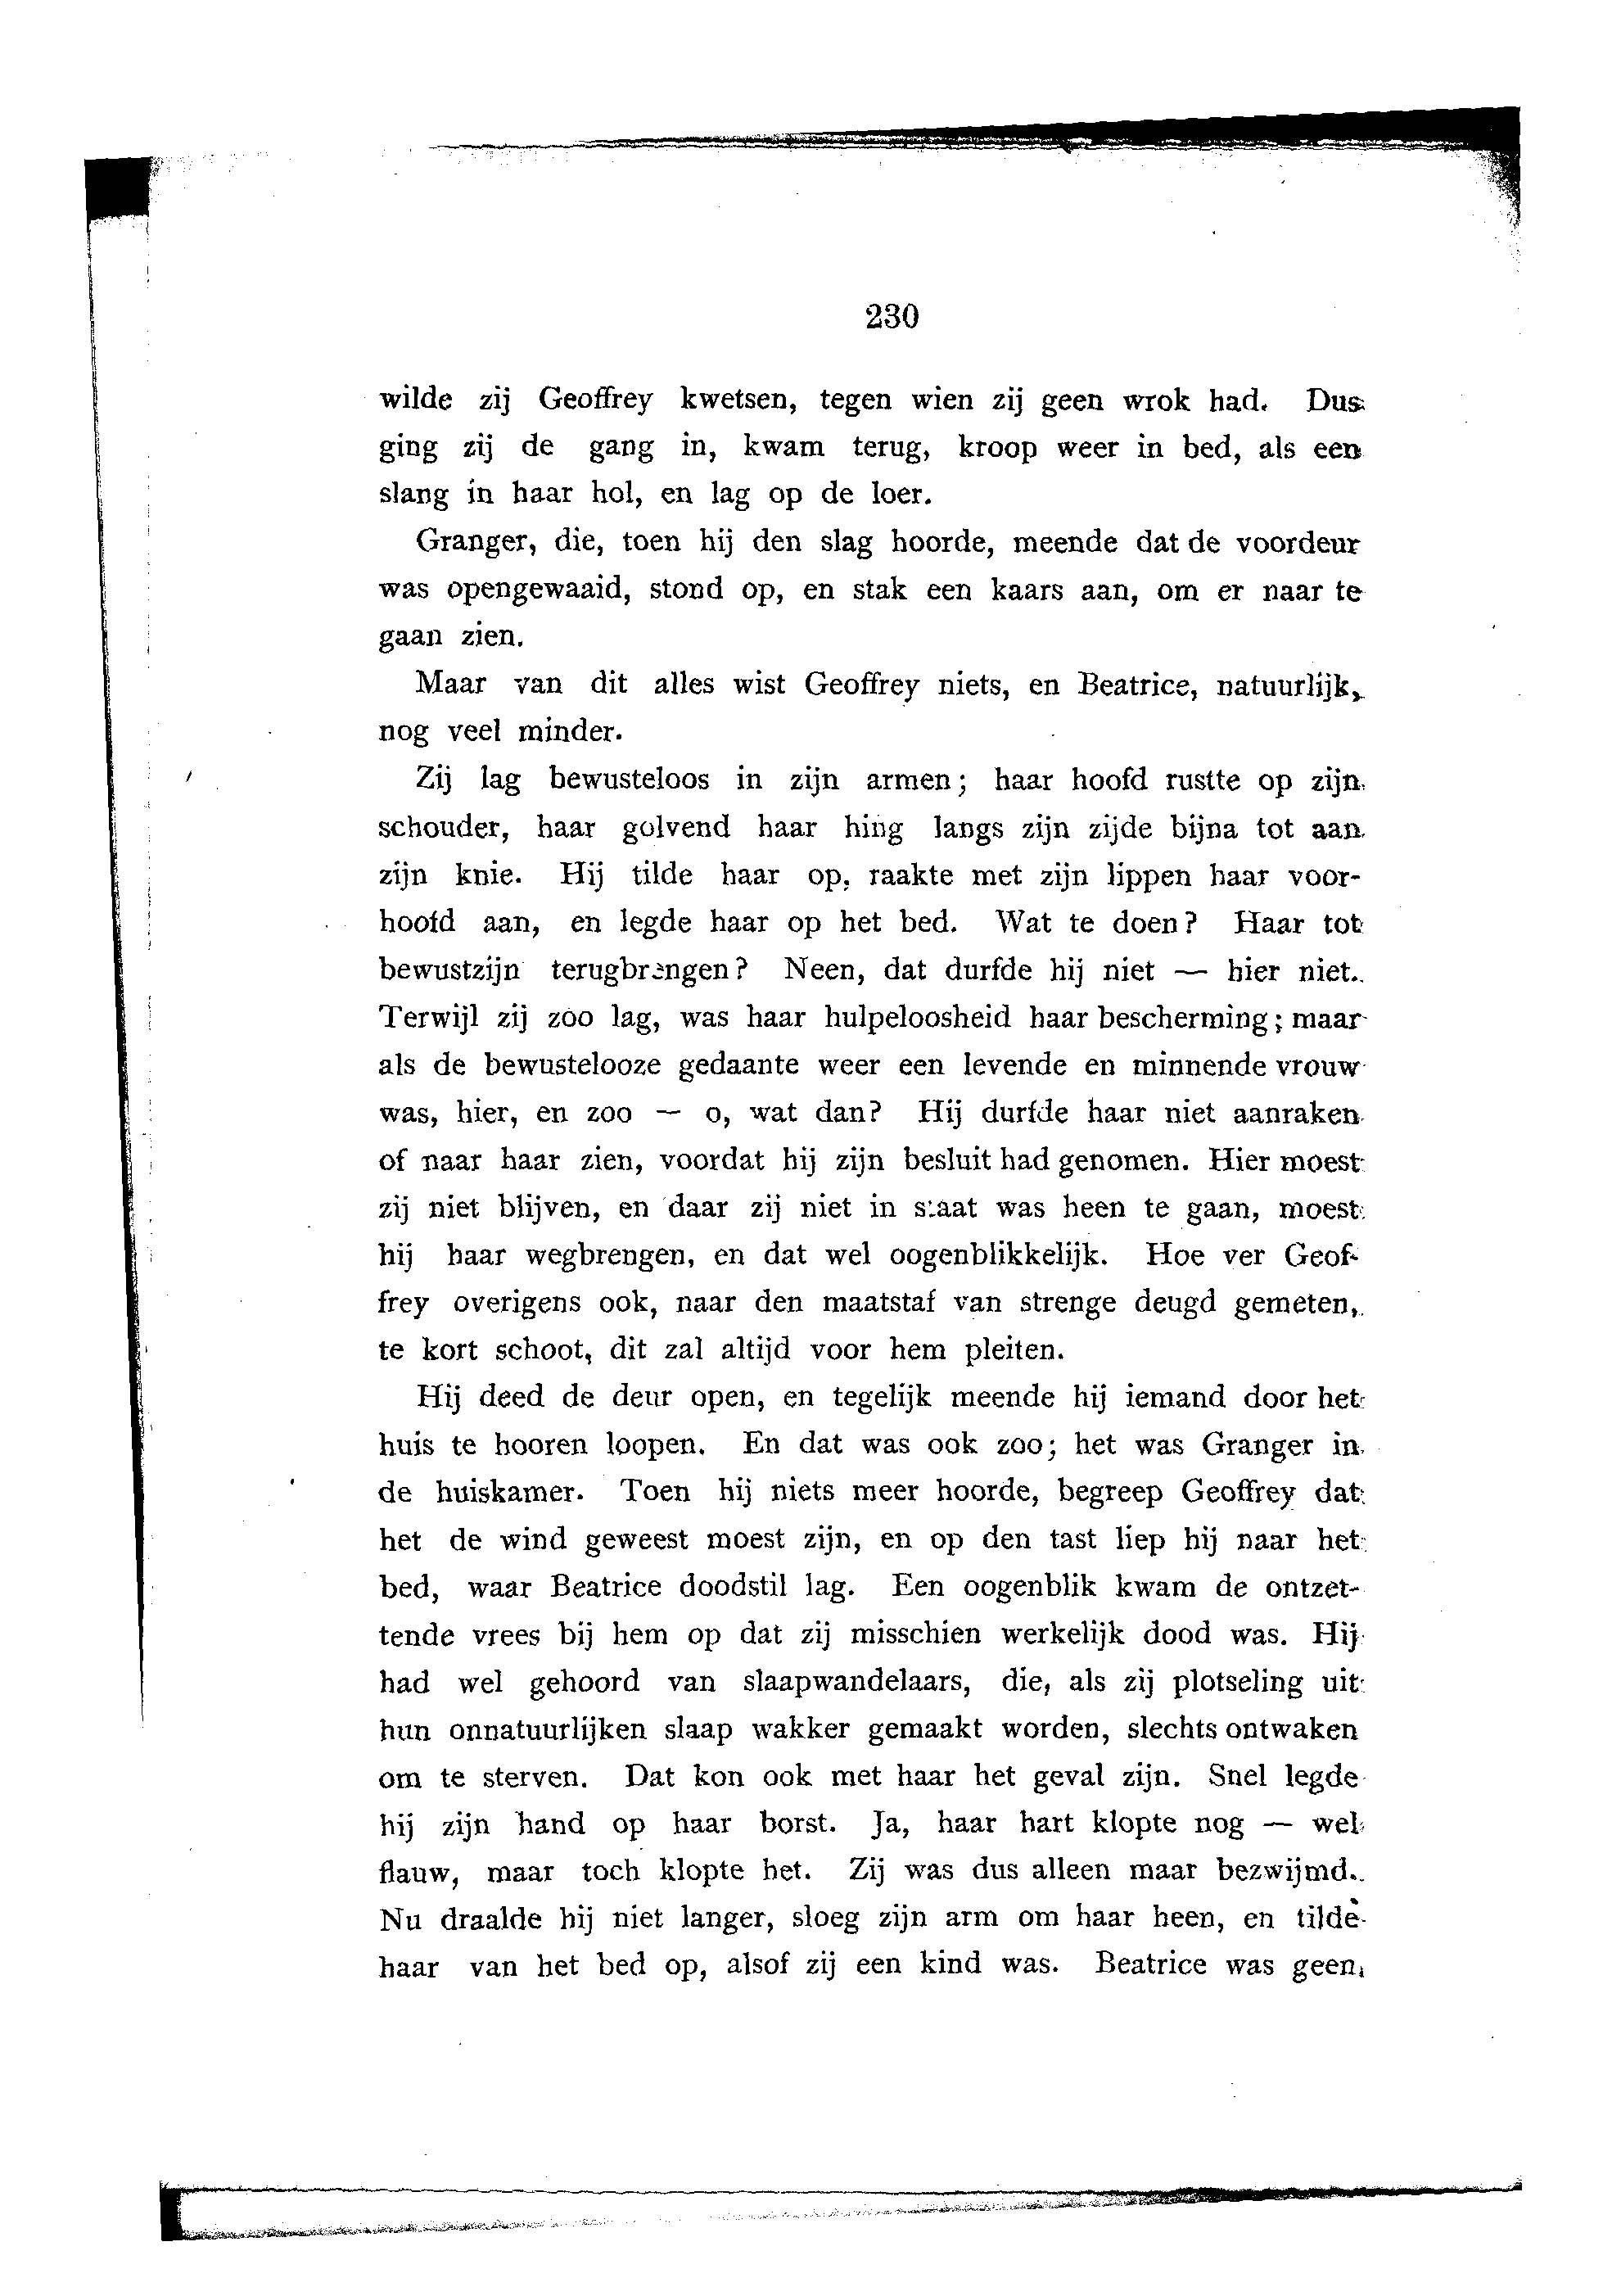 230
wilde zij Geoffrey kwetsen, tegen wien zij geen wrok had. Dus
ging zij de gang in, kwam terug, kroop weer in bed, als een
slang in haar hol, en lag op de loer.
Granger, die, toen hij den slag hoorde, meende dat de voordeur
was opengewaaid, stond op, en stak een kaars aan, om er naar te
gaan zien.
Maar van dit alles wist Geoffrey niets, en Beatrice, natuurlijk,
nog veel minder.
Zij lag bewusteloos in zijn armen; haar hoofd rustte op zijn
schouder, haar golvend haar hing langs zijn zijde bijna tot aan
zijn knie. Hij tilde haar op, raakte met zijn lippen haar voor-
hoofd aan, en legde haar op het bed. Wat te doen? Haar tot
bewustzijn terugbrengen? Neen, dat durfde hij niet — hier niet.
Terwijl zij zoo lag, was haar hulpeloosheid haar bescherming; maar
als de bewustelooze gedaante weer een levende en minnende vrouw
was, hier, en zoo — o, wat dan? Hij durfde haar niet aanraken
of naar haar zien, voordat hij zijn besluit had genomen. Hier moest
zij niet blijven, en daar zij niet in staat was heen te gaan, moest
hij haar wegbrengen, en dat wel oogenblikkelijk. Hoe ver Geof-
frey overigens ook, naar den maatstaf van strenge deugd gemeten,
te kort schoot, dit zal altijd voor hem pleiten.
Hij deed de deur open, en tegelijk meende hij iemand door het
huis te hooren loopen. En dat was ook zoo; het was Granger in
de huiskamer. Toen hij niets meer hoorde, begreep Geoffrey dat
het de wind geweest moest zijn, en op den tast liep hij naar het
bed, waar Beatrice doodstil lag. Een oogenblik kwam de ontzet-
tende vrees bij hem op dat zij misschien werkelijk dood was. Hij
had wel gehoord van slaapwandelaars, die, als zij plotseling uit
hun onnatuurlijken slaap wakker gemaakt worden, slechts ontwaken
om te sterven. Dat kon ook met haar het geval zijn. Snel legde
hij zijn hand op haar borst. Ja, haar hart klopte nog — wel
flauw, maar toch klopte het. Zij was dus alleen maar bezwijmd.
Nu draalde hij niet langer, sloeg zijn arm om haar heen, en tilde
haar van het bed op, alsof zij een kind was. Beatrice was geen